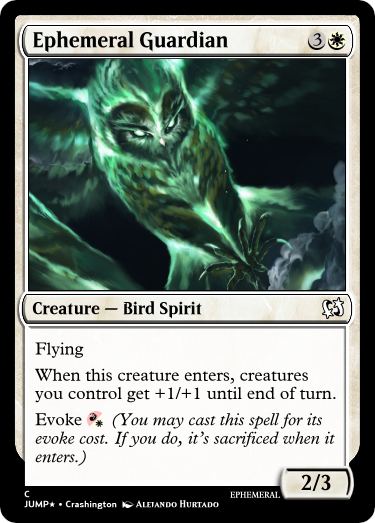 Ephemeral Guardian 3
Creature — Bird Spirit
Flying
When this creature enters, creatures
you control get +1/+1 until end of turn.
Evoke (You may cast this spell for its
evoke cost. If you do, it's sacrificed when it
enters.)
2/3
C
EPHEMERAL
JUMP★ • Crashington Alejando Hurtado